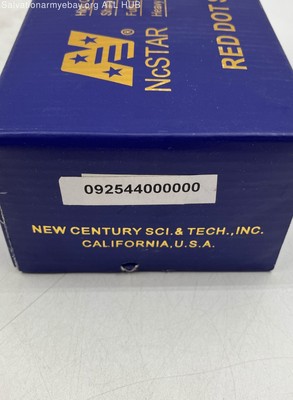 Salvationarmyebay.org ATL HUB
NcSTAR
RED DOT
092544000000
NEW CENTURY SCI.& TECH.,INC.
CALIFORNIA,U.S.A.